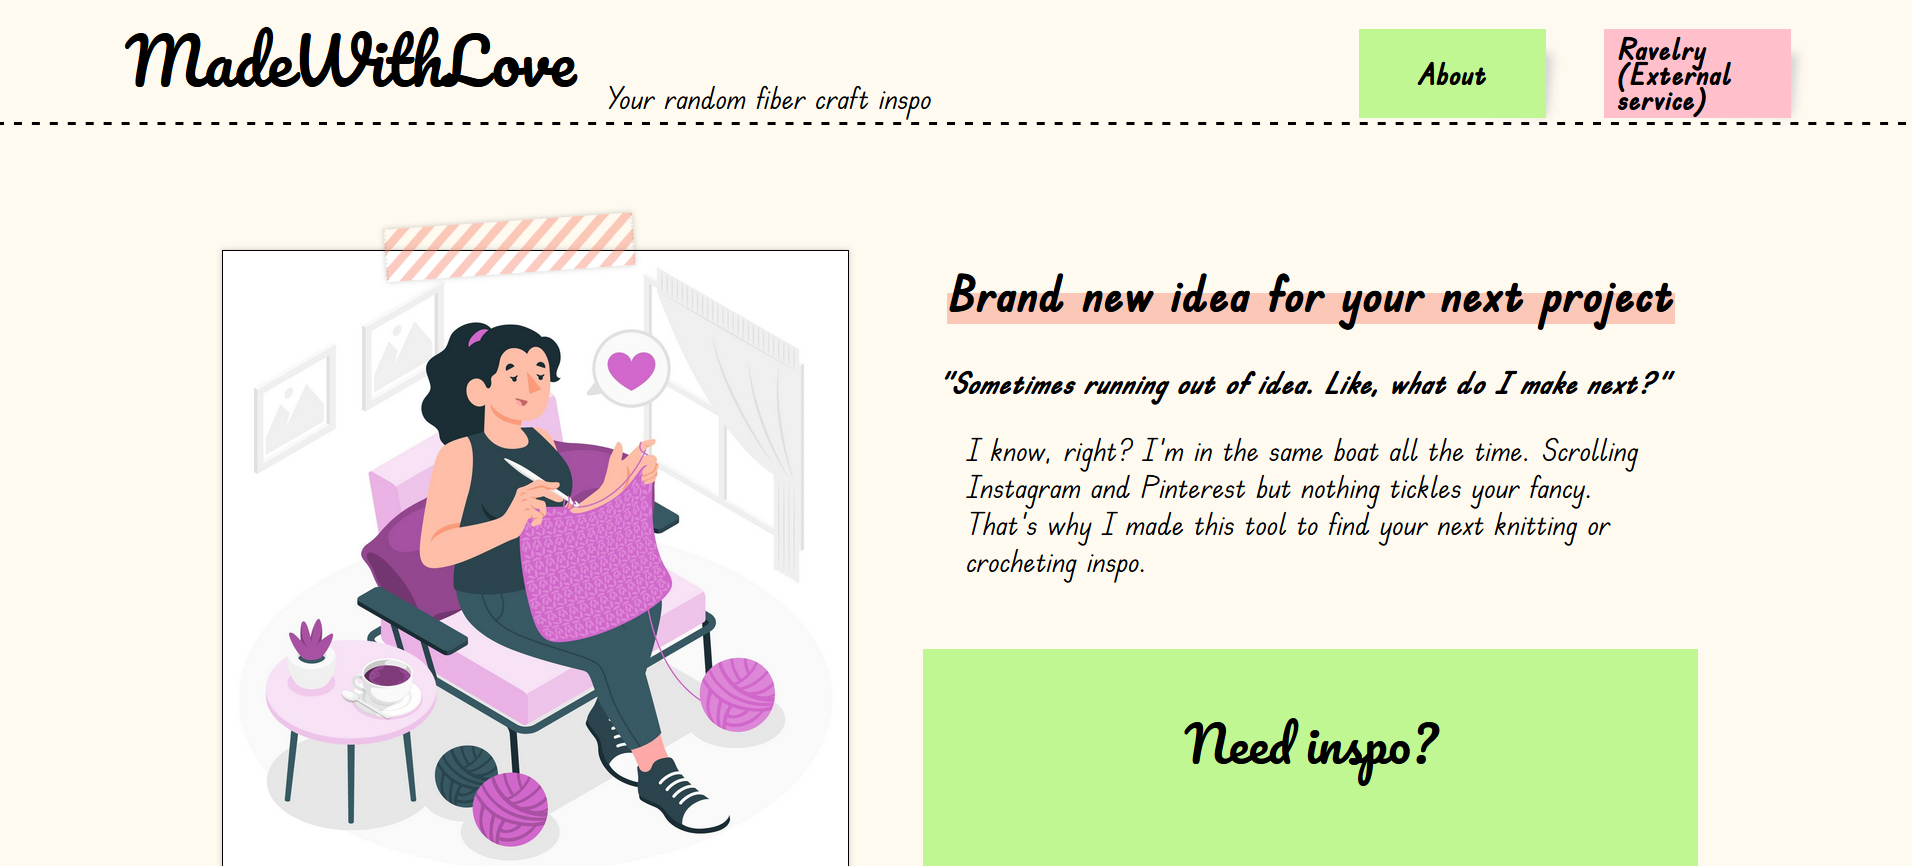 MadeWithLove
Your random fiber craft inspo
About
Ravelry
(External
service)
Brand new idea for your next project
"Sometimes running out of idea. Like, what do I make next?"
I know, right? I'm in the same boat all the time. Scrolling
Instagram and Pinterest but nothing tickles your fancy.
That's why I made this tool to find your next knitting or
crocheting inspo.
Need inspo?